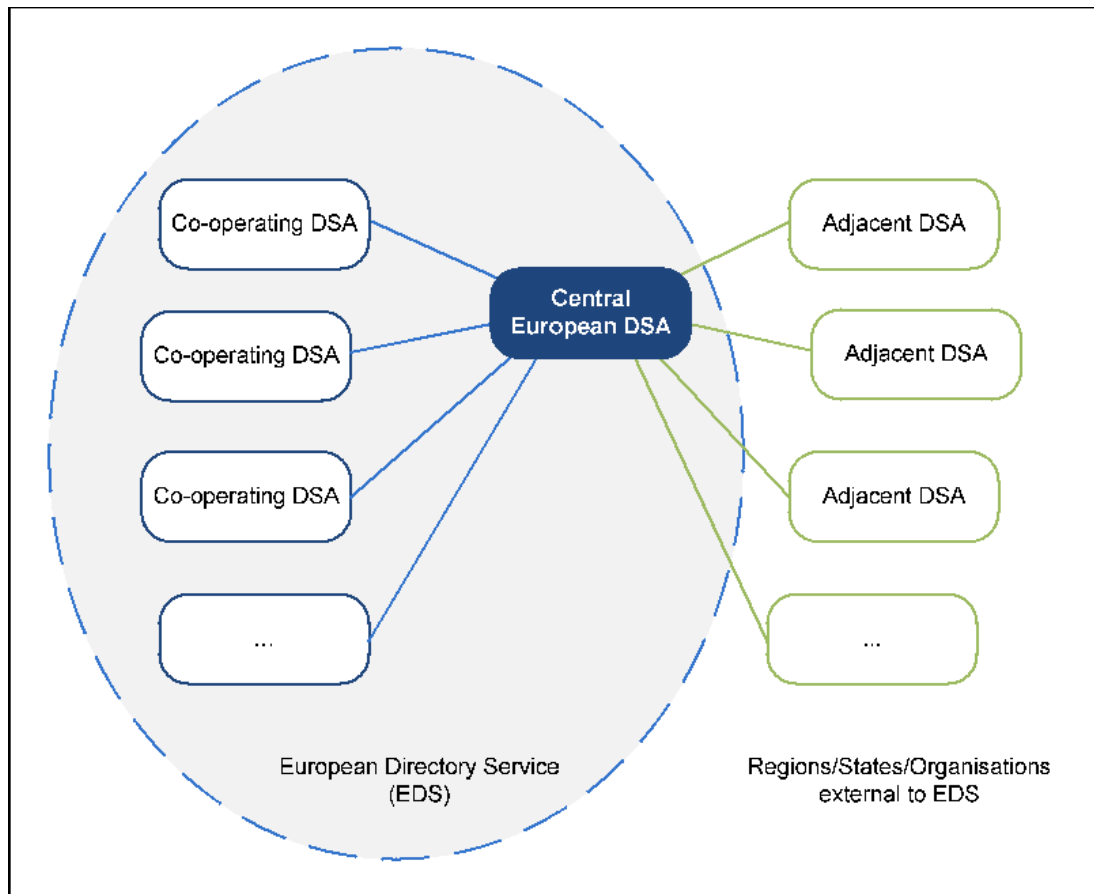 Co-operating DSA
Co-operating DSA
Co-operating DSA
...
Central
European DSA
Adjacent DSA
Adjacent DSA
Adjacent DSA
...
European Directory Service
(EDS)
Regions/States/Organisations
external to EDS